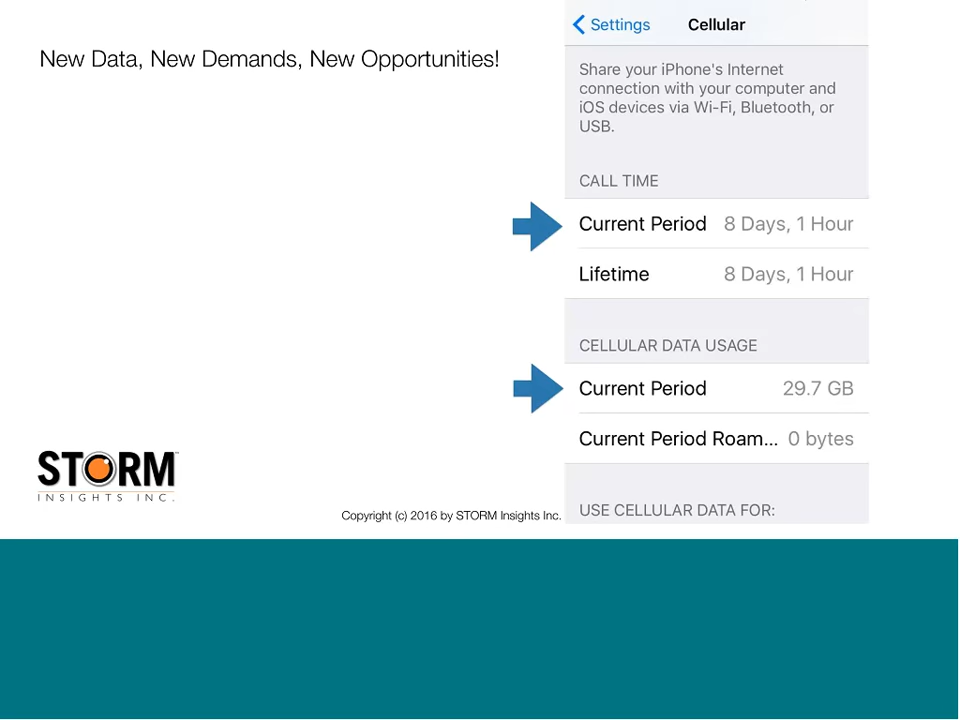 New Data, New Demands, New Opportunities!
Settings
Cellular
Share your iPhone's Internet
connection with your computer and
iOS devices via Wi-Fi, Bluetooth, or
USB.
CALL TIME
Current Period 8 Days, 1 Hour
Lifetime 8 Days, 1 Hour
CELLULAR DATA USAGE
Current Period 29.7 GB
Current Period Roam... 0 bytes
USE CELLULAR DATA FOR:
STORM™
INSIGHTS INC.
Copyright (c) 2016 by STORM Insights Inc.